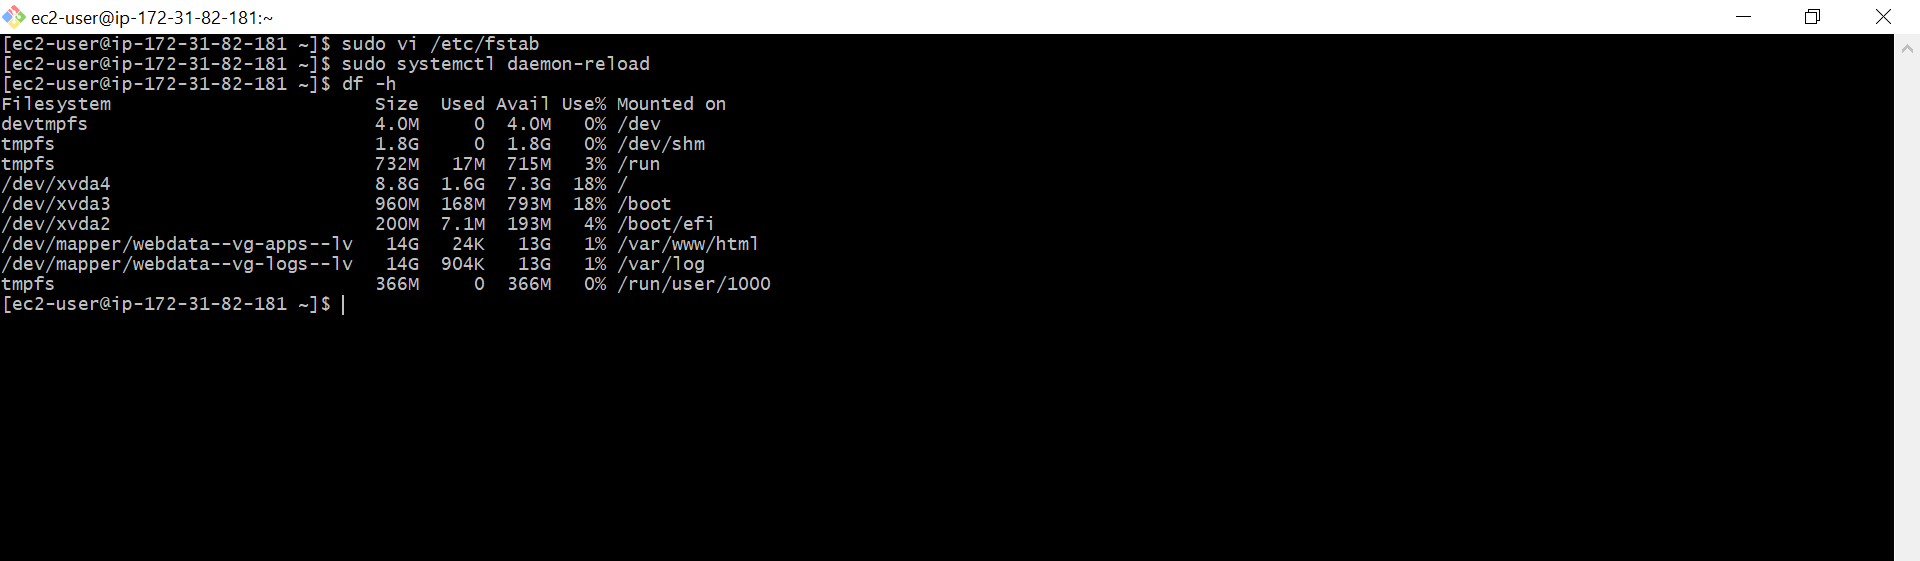 ec2-user@ip-172-31-82-181:~
[ec2-user@ip-172-31-82-181 ~]$ sudo vi /etc/fstab
[ec2-user@ip-172-31-82-181 ~]$ sudo systemctl daemon-reload
[ec2-user@ip-172-31-82-181 ~]$ df -h
Filesystem                        Size  Used Avail Use% Mounted on
devtmpfs                          4.0M     0  4.0M   0% /dev
tmpfs                             1.8G     0  1.8G   0% /dev/shm
tmpfs                             732M   17M  715M   3% /run
/dev/xvda4                        8.8G  1.6G  7.3G  18% /
/dev/xvda3                        960M  168M  793M  18% /boot
/dev/xvda2                        200M  7.1M  193M   4% /boot/efi
/dev/mapper/webdata--vg-apps--lv   14G   24K   13G   1% /var/www/html
/dev/mapper/webdata--vg-logs--lv   14G  904K   13G   1% /var/log
tmpfs                             366M     0  366M   0% /run/user/1000
[ec2-user@ip-172-31-82-181 ~]$